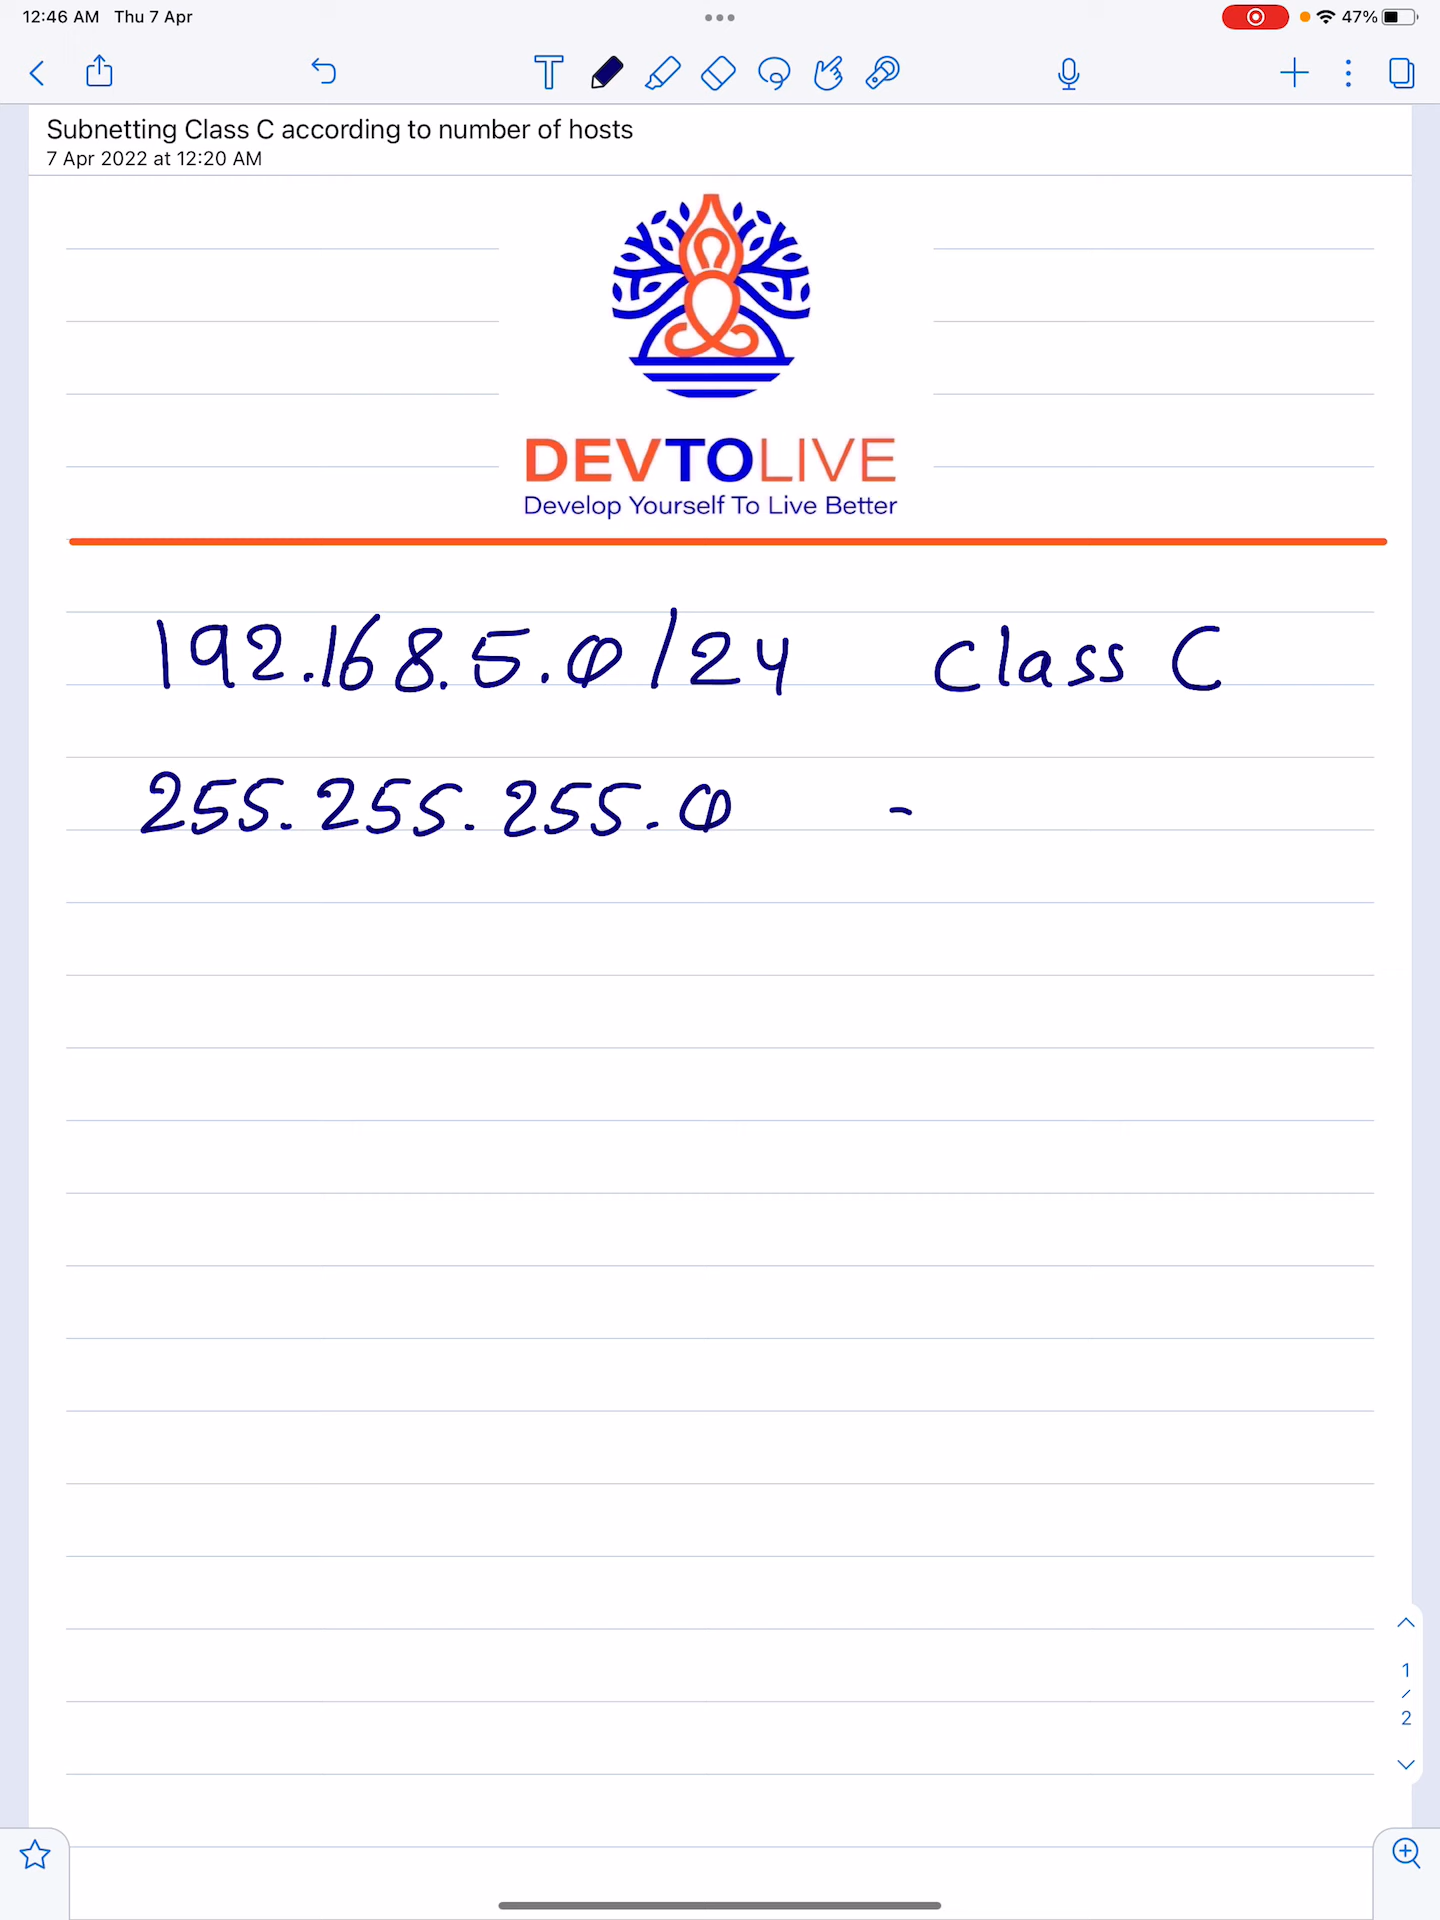 12:46 AM Thu 7 Apr 47%
T
Subnetting Class C according to number of hosts
7 Apr 2022 at 12:20 AM
DEVTOLIVE
Develop Yourself To Live Better
192.168.5.0/24 class C
255.255.255.0 -
1
/
2